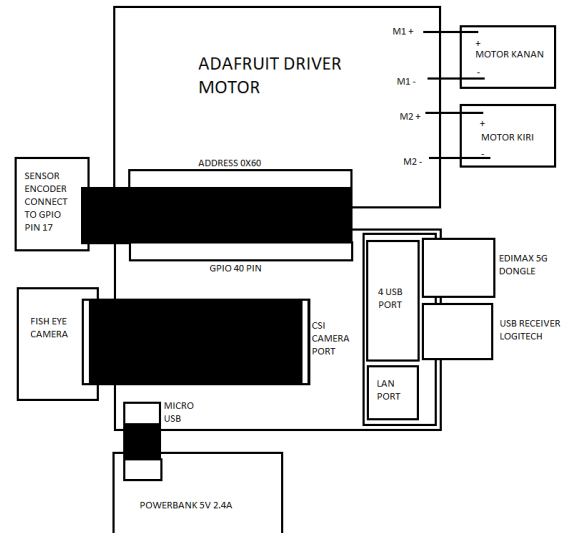 M1 +
ADAFRUIT DRIVER
MOTOR
+
MOTOR KANAN
-
M1 -
M2 +
+
MOTOR KIRI
-
M2 -
ADDRESS 0X60
SENSOR
ENCODER
CONNECT
TO GPIO
PIN 17
GPIO 40 PIN
EDIMAX 5G
DONGLE
4 USB
PORT
FISH EYE
CAMERA
CSI
CAMERA
PORT
USB RECEIVER
LOGITECH
LAN
PORT
MICRO
USB
POWERBANK 5V 2.4A